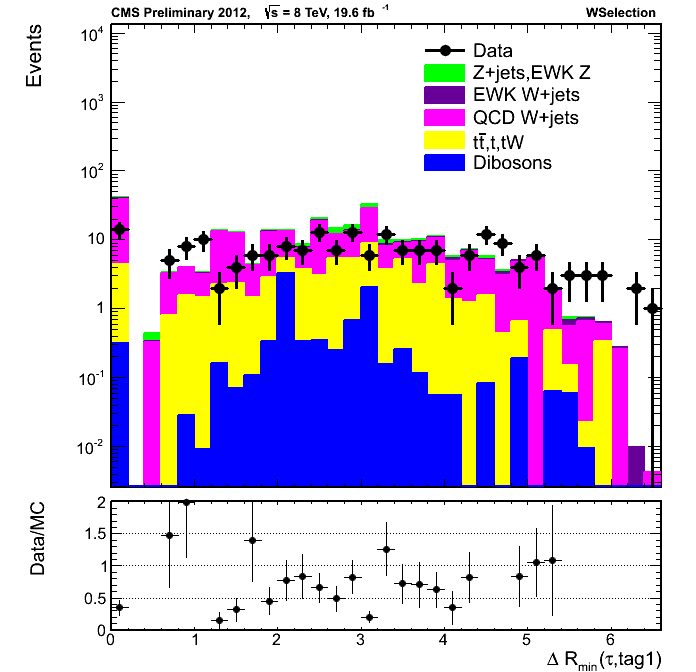 CMS Preliminary 2012, √s = 8 TeV, 19.6 fb⁻¹ WSelection
Events
10⁴
10³
10²
10
1
10⁻¹
10⁻²
Data
Z+jets,EWK Z
EWK W+jets
QCD W+jets
tt̄,t,tW
Dibosons
Data/MC
2
1.5
1
0.5
0
0 1 2 3 4 5 6
Δ R_min(τ,tag1)